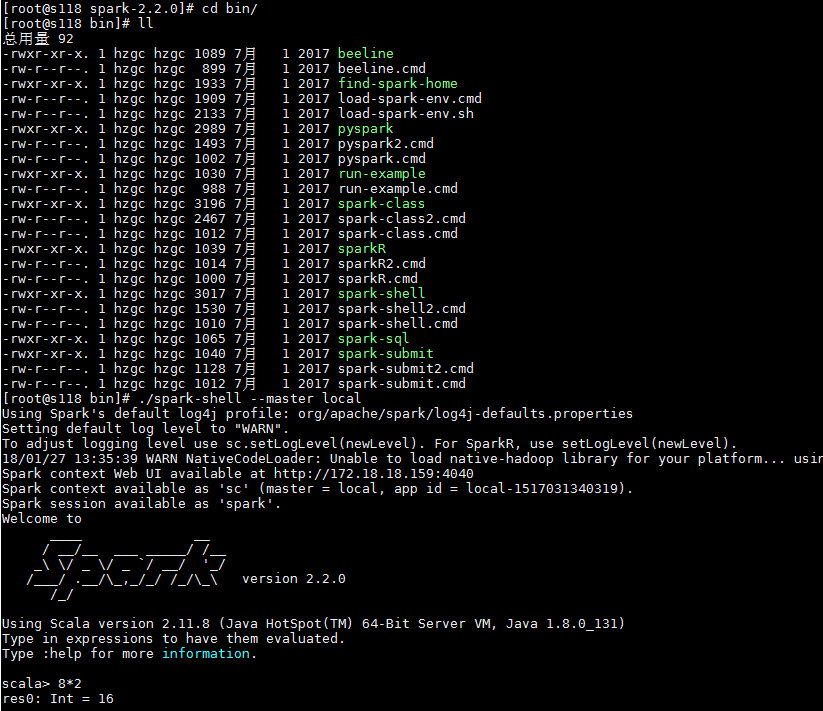 [root@s118 spark-2.2.0]# cd bin/
[root@s118 bin]# ll
总用量 92
-rwxr-xr-x. 1 hzgc hzgc 1089 7月   1 2017 beeline
-rw-r--r--. 1 hzgc hzgc  899 7月   1 2017 beeline.cmd
-rwxr-xr-x. 1 hzgc hzgc 1933 7月   1 2017 find-spark-home
-rw-r--r--. 1 hzgc hzgc 1909 7月   1 2017 load-spark-env.cmd
-rw-r--r--. 1 hzgc hzgc 2133 7月   1 2017 load-spark-env.sh
-rwxr-xr-x. 1 hzgc hzgc 2989 7月   1 2017 pyspark
-rw-r--r--. 1 hzgc hzgc 1493 7月   1 2017 pyspark2.cmd
-rw-r--r--. 1 hzgc hzgc 1002 7月   1 2017 pyspark.cmd
-rwxr-xr-x. 1 hzgc hzgc 1030 7月   1 2017 run-example
-rw-r--r--. 1 hzgc hzgc  988 7月   1 2017 run-example.cmd
-rwxr-xr-x. 1 hzgc hzgc 3196 7月   1 2017 spark-class
-rw-r--r--. 1 hzgc hzgc 2467 7月   1 2017 spark-class2.cmd
-rw-r--r--. 1 hzgc hzgc 1012 7月   1 2017 spark-class.cmd
-rwxr-xr-x. 1 hzgc hzgc 1039 7月   1 2017 sparkR
-rw-r--r--. 1 hzgc hzgc 1014 7月   1 2017 sparkR2.cmd
-rw-r--r--. 1 hzgc hzgc 1000 7月   1 2017 sparkR.cmd
-rwxr-xr-x. 1 hzgc hzgc 3017 7月   1 2017 spark-shell
-rw-r--r--. 1 hzgc hzgc 1530 7月   1 2017 spark-shell2.cmd
-rw-r--r--. 1 hzgc hzgc 1010 7月   1 2017 spark-shell.cmd
-rwxr-xr-x. 1 hzgc hzgc 1065 7月   1 2017 spark-sql
-rwxr-xr-x. 1 hzgc hzgc 1040 7月   1 2017 spark-submit
-rw-r--r--. 1 hzgc hzgc 1128 7月   1 2017 spark-submit2.cmd
-rw-r--r--. 1 hzgc hzgc 1012 7月   1 2017 spark-submit.cmd
[root@s118 bin]# ./spark-shell --master local
Using Spark's default log4j profile: org/apache/spark/log4j-defaults.properties
Setting default log level to "WARN".
To adjust logging level use sc.setLogLevel(newLevel). For SparkR, use setLogLevel(newLevel).
18/01/27 13:35:39 WARN NativeCodeLoader: Unable to load native-hadoop library for your platform... usin
Spark context Web UI available at http://172.18.18.159:4040
Spark context available as 'sc' (master = local, app id = local-1517031340319).
Spark session available as 'spark'.
Welcome to
Spark version 2.2.0
Using Scala version 2.11.8 (Java HotSpot(TM) 64-Bit Server VM, Java 1.8.0_131)
Type in expressions to have them evaluated.
Type :help for more information.
scala> 8*2
res0: Int = 16